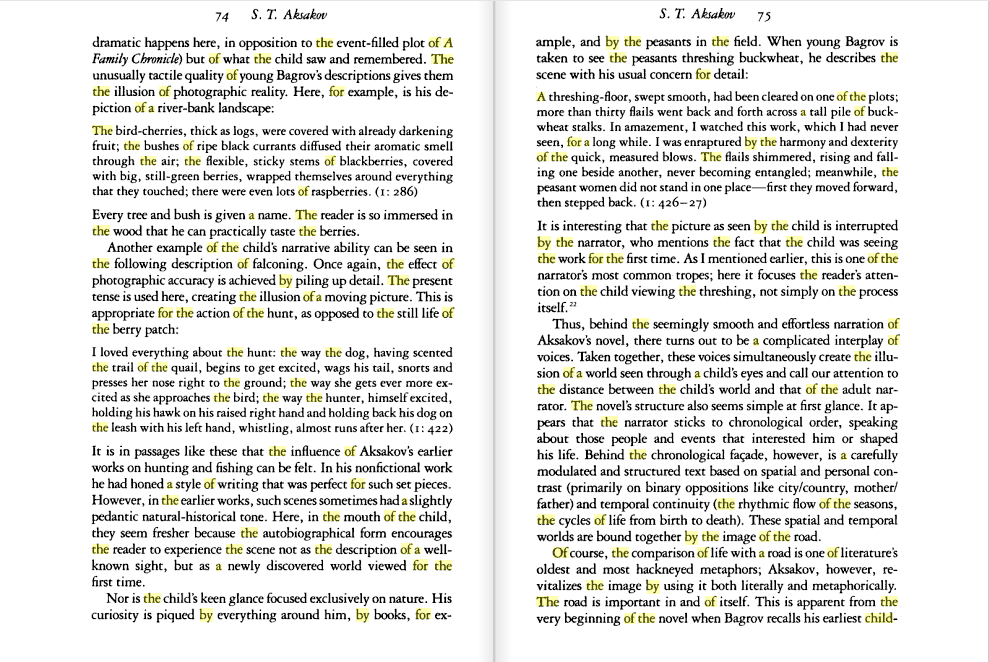 74 S. T. Aksakov
dramatic happens here, in opposition to the event-filled plot of A
Family Chronicle) but of what the child saw and remembered. The
unusually tactile quality of young Bagrov's descriptions gives them
the illusion of photographic reality. Here, for example, is his de-
piction of a river-bank landscape:
The bird-cherries, thick as logs, were covered with already darkening
fruit; the bushes of ripe black currants diffused their aromatic smell
through the air; the flexible, sticky stems of blackberries, covered
with big, still-green berries, wrapped themselves around everything
that they touched; there were even lots of raspberries. (1: 286)
Every tree and bush is given a name. The reader is so immersed in
the wood that he can practically taste the berries.
Another example of the child's narrative ability can be seen in
the following description of falconing. Once again, the effect of
photographic accuracy is achieved by piling up detail. The present
tense is used here, creating the illusion of a moving picture. This is
appropriate for the action of the hunt, as opposed to the still life of
the berry patch:
I loved everything about the hunt: the way the dog, having scented
the trail of the quail, begins to get excited, wags his tail, snorts and
presses her nose right to the ground; the way she gets ever more ex-
cited as she approaches the bird; the way the hunter, himself excited,
holding his hawk on his raised right hand and holding back his dog on
the leash with his left hand, whistling, almost runs after her. (1: 422)
It is in passages like these that the influence of Aksakov's earlier
works on hunting and fishing can be felt. In his nonfictional work
he had honed a style of writing that was perfect for such set pieces.
However, in the earlier works, such scenes sometimes had a slightly
pedantic natural-historical tone. Here, in the mouth of the child,
they seem fresher because the autobiographical form encourages
the reader to experience the scene not as the description of a well-
known sight, but as a newly discovered world viewed for the
first time.
Nor is the child's keen glance focused exclusively on nature. His
curiosity is piqued by everything around him, by books, for ex-
S. T. Aksakov 75
ample, and by the peasants in the field. When young Bagrov is
taken to see the peasants threshing buckwheat, he describes the
scene with his usual concern for detail:
A threshing-floor, swept smooth, had been cleared on one of the plots;
more than thirty flails went back and forth across a tall pile of buck-
wheat stalks. In amazement, I watched this work, which I had never
seen, for a long while. I was enraptured by the harmony and dexterity
of the quick, measured blows. The flails shimmered, rising and fall-
ing one beside another, never becoming entangled; meanwhile, the
peasant women did not stand in one place—first they moved forward,
then stepped back. (1: 426–27)
It is interesting that the picture as seen by the child is interrupted
by the narrator, who mentions the fact that the child was seeing
the work for the first time. As I mentioned earlier, this is one of the
narrator's most common tropes; here it focuses the reader's atten-
tion on the child viewing the threshing, not simply on the process
itself.²²
Thus, behind the seemingly smooth and effortless narration of
Aksakov's novel, there turns out to be a complicated interplay of
voices. Taken together, these voices simultaneously create the illu-
sion of a world seen through a child's eyes and call our attention to
the distance between the child's world and that of the adult nar-
rator. The novel's structure also seems simple at first glance. It ap-
pears that the narrator sticks to chronological order, speaking
about those people and events that interested him or shaped
his life. Behind the chronological façade, however, is a carefully
modulated and structured text based on spatial and personal con-
trast (primarily on binary oppositions like city/country, mother/
father) and temporal continuity (the rhythmic flow of the seasons,
the cycles of life from birth to death). These spatial and temporal
worlds are bound together by the image of the road.
Of course, the comparison of life with a road is one of literature's
oldest and most hackneyed metaphors; Aksakov, however, re-
vitalizes the image by using it both literally and metaphorically.
The road is important in and of itself. This is apparent from the
very beginning of the novel when Bagrov recalls his earliest child-